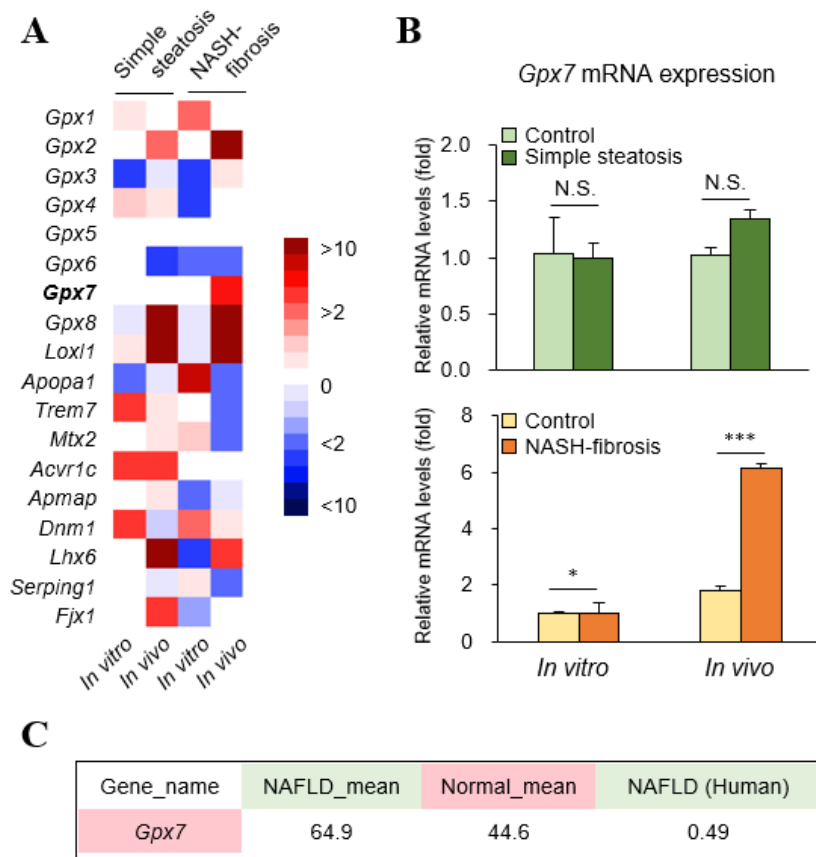 A
Simple
steatosis
NASH-
fibrosis
Gpx1
Gpx2
Gpx3
Gpx4
Gpx5
Gpx6
Gpx7
Gpx8
Loxl1
Apopa1
Trem7
Mtx2
Acvr1c
Apmap
Dnm1
Lhx6
Serping1
Fjx1
In vitro
In vivo
In vitro
In vivo
>10
>2
0
<2
<10
B
Gpx7 mRNA expression
Relative mRNA levels (fold)
2.0
1.5
1.0
0.5
0.0
Control
Simple steatosis
N.S.
N.S.
Relative mRNA levels (fold)
8
6
4
2
0
Control
NASH-fibrosis
*
***
In vitro
In vivo
C
Gene_name NAFLD_mean Normal_mean NAFLD (Human)
Gpx7 64.9 44.6 0.49